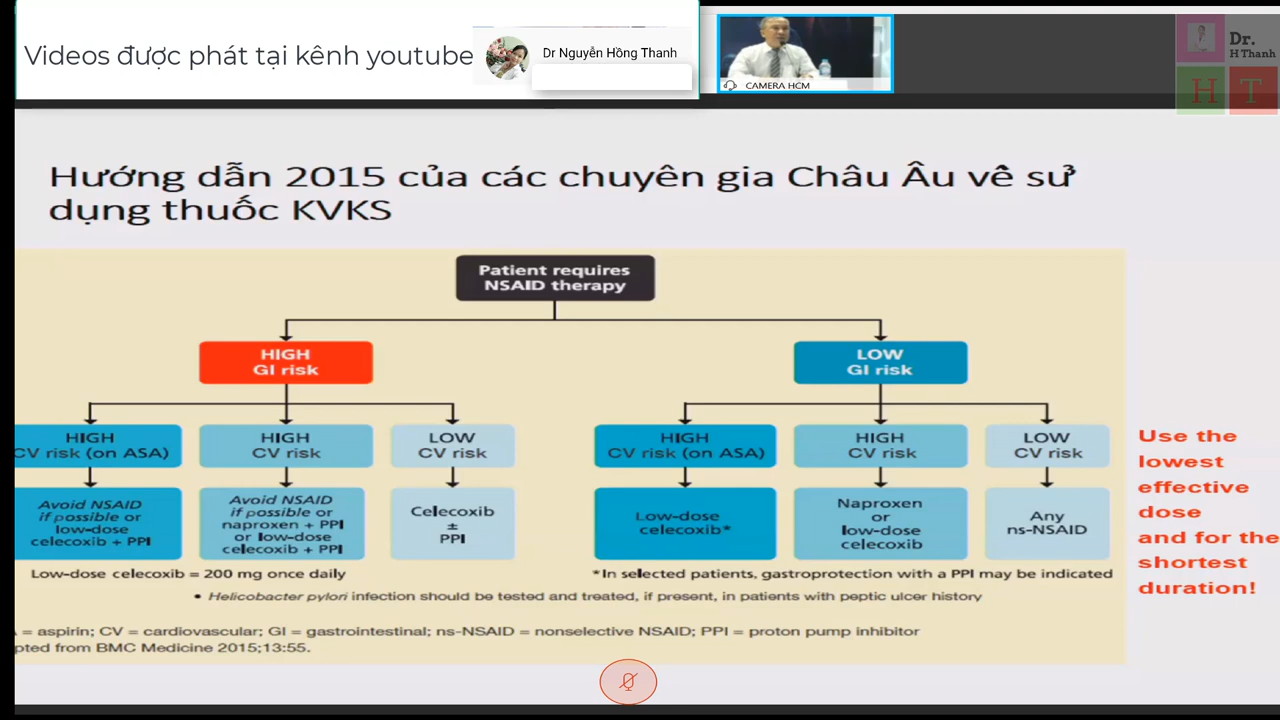 Videos được phát tại kênh youtube
Dr Nguyễn Hồng Thanh
CAMERA HCM
Dr.
H Thanh
H T
Hướng dẫn 2015 của các chuyên gia Châu Âu về sử
dụng thuốc KVKS
Patient requires
NSAID therapy
HIGH
GI risk
LOW
GI risk
HIGH
CV risk (on ASA)
HIGH
CV risk
LOW
CV risk
HIGH
CV risk (on ASA)
HIGH
CV risk
LOW
CV risk
Avoid NSAID
if possible or
low-dose
celecoxib + PPI
Avoid NSAID
if possible or
naproxen + PPI
or low-dose
celecoxib + PPI
Celecoxib
±
PPI
Low-dose
celecoxib*
Naproxen
or
low-dose
celecoxib
Any
ns-NSAID
Use the
lowest
effective
dose
and for the
shortest
duration!
Low-dose celecoxib = 200 mg once daily
*In selected patients, gastroprotection with a PPI may be indicated
• Helicobacter pylori infection should be tested and treated, if present, in patients with peptic ulcer history
= aspirin; CV = cardiovascular; GI = gastrointestinal; ns-NSAID = nonselective NSAID; PPI = proton pump inhibitor
pted from BMC Medicine 2015;13:55.